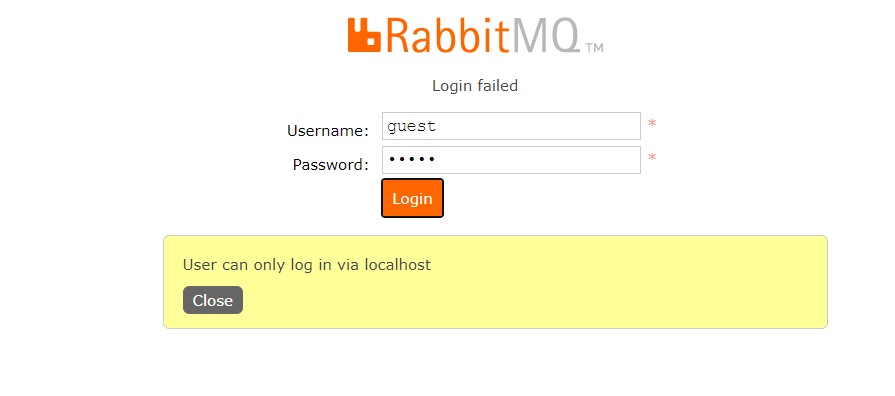 RabbitMQ™
Login failed
Username: guest *
Password: ••••• *
Login
User can only log in via localhost
Close